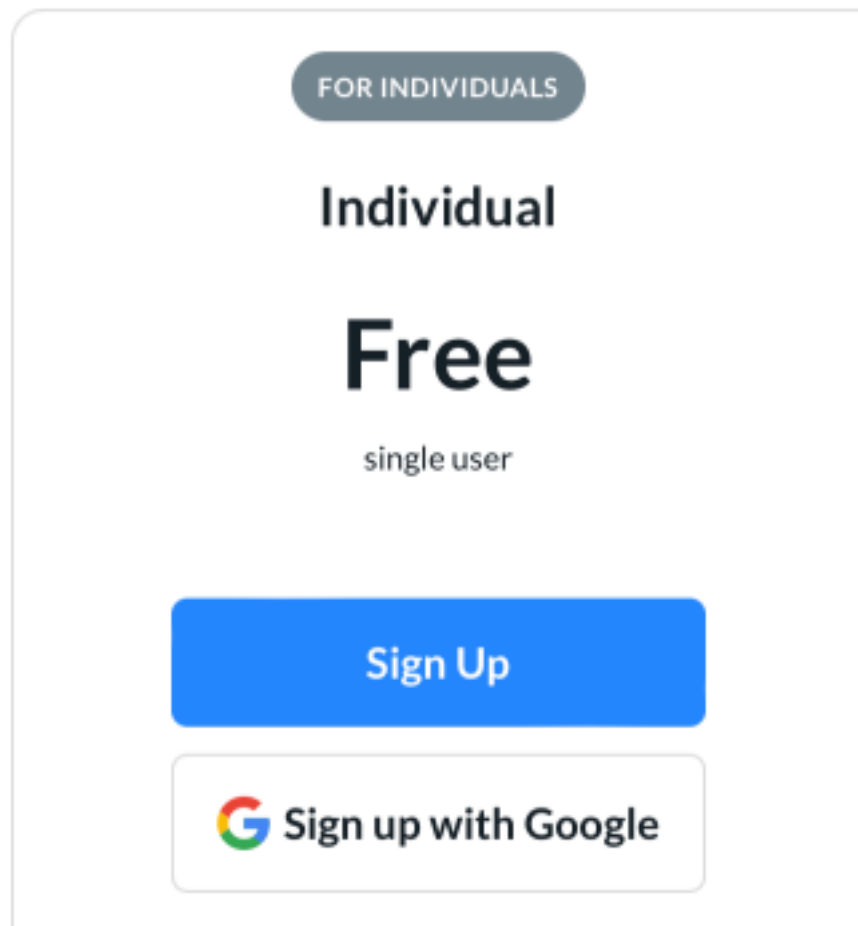 FOR INDIVIDUALS
Individual
Free
single user
Sign Up
Sign up with Google